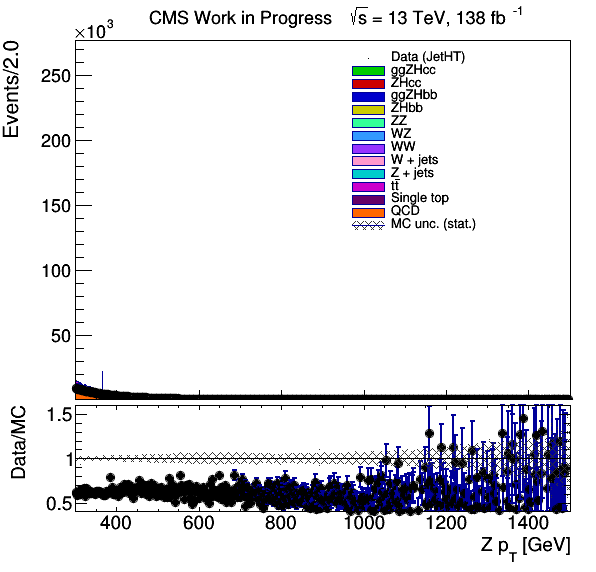 CMS Work in Progress √s = 13 TeV, 138 fb⁻¹
×10³
Events/2.0
250
200
150
100
50
Data (JetHT)
ggZHcc
ZHcc
ggZHbb
ZHbb
ZZ
WZ
WW
W + jets
Z + jets
tt̄
Single top
QCD
MC unc. (stat.)
Data/MC
1.5
1
0.5
400 600 800 1000 1200 1400
Z p_T [GeV]